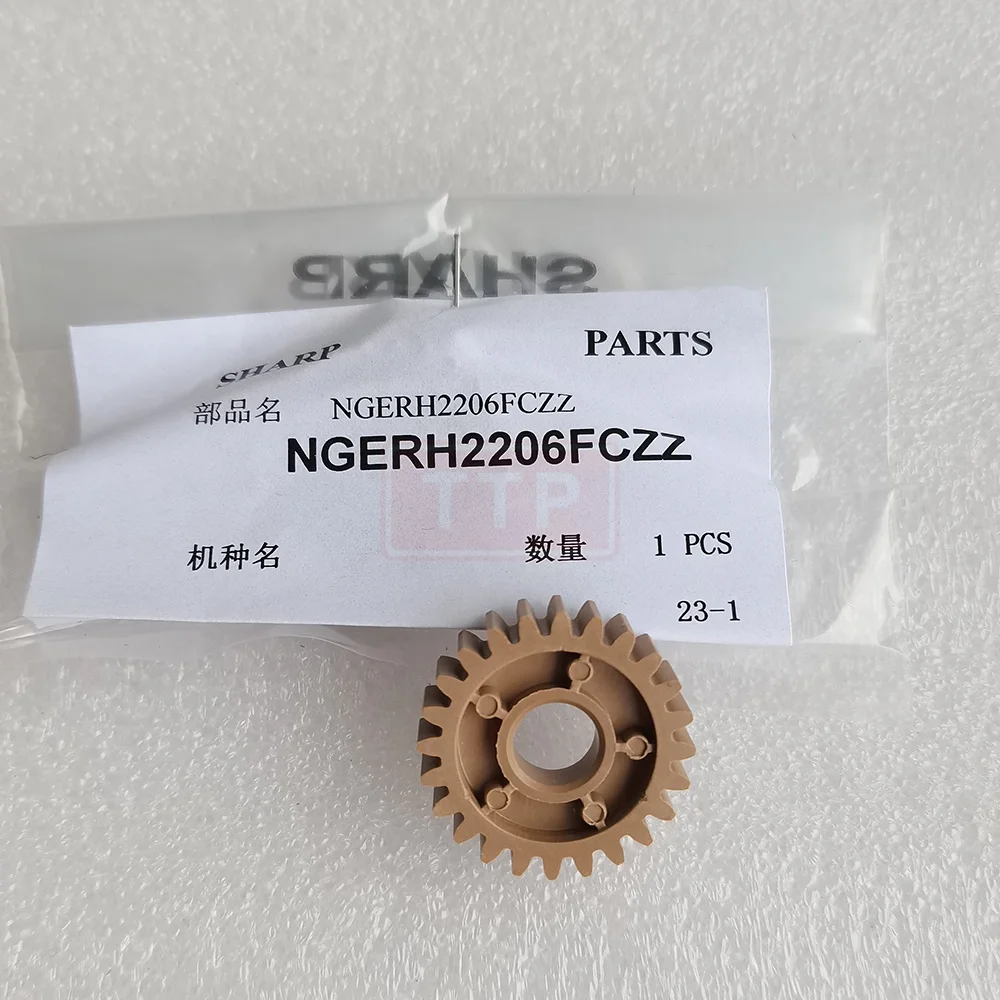 SHARP
SHARP PARTS
部品名 NGERH2206FCZZ
NGERH2206FCZZ
TTP
机种名 数量 1 PCS
23-1